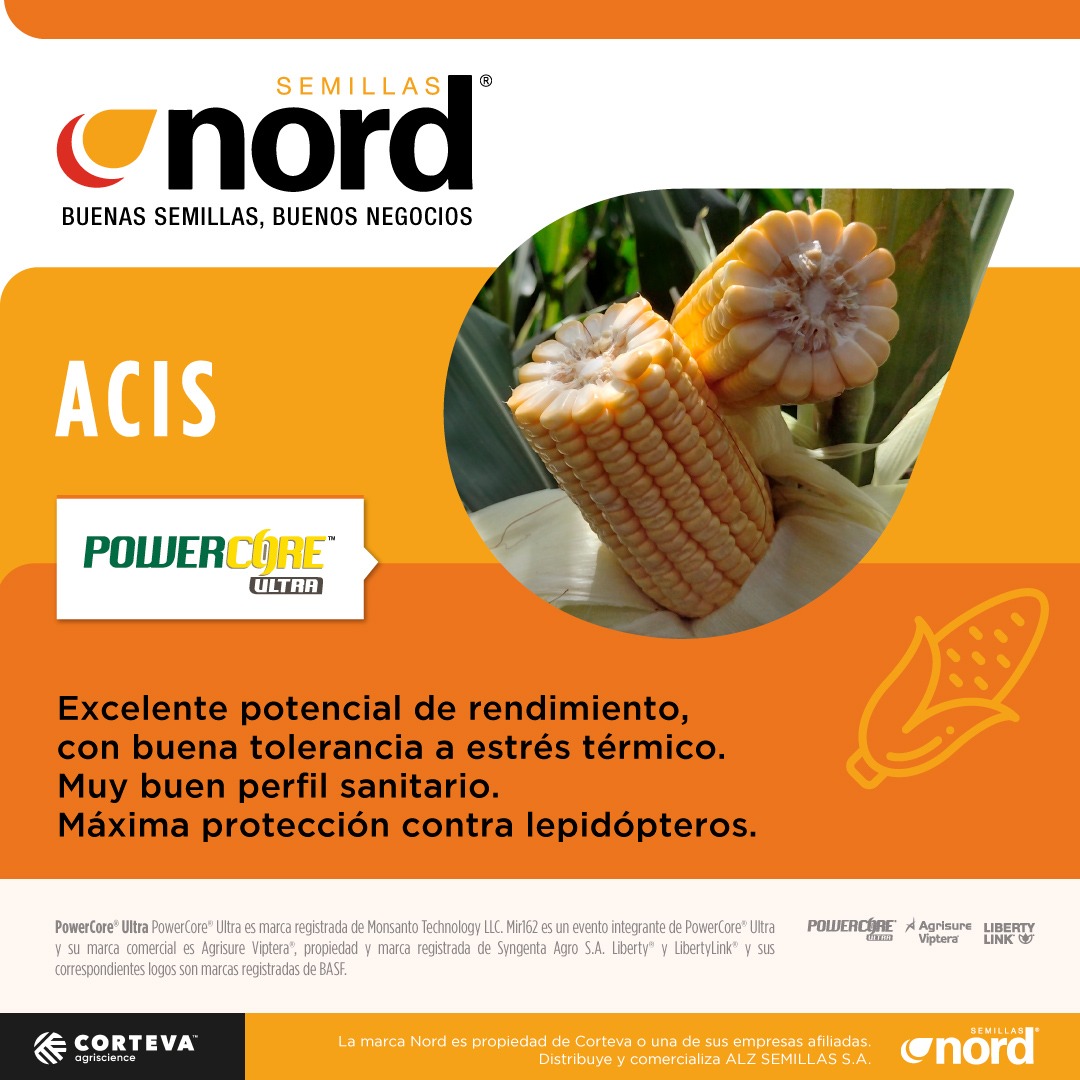 SEMILLAS
nord®
BUENAS SEMILLAS, BUENOS NEGOCIOS
ACIS
POWERCORE™
ULTRA
Excelente potencial de rendimiento,
con buena tolerancia a estrés térmico.
Muy buen perfil sanitario.
Máxima protección contra lepidópteros.
PowerCore® Ultra PowerCore® Ultra es marca registrada de Monsanto Technology LLC. Mir162 es un evento integrante de PowerCore® Ultra
y su marca comercial es Agrisure Viptera®, propiedad y marca registrada de Syngenta Agro S.A. Liberty® y LibertyLink® y sus
correspondientes logos son marcas registradas de BASF.
POWERCORE
ULTRA
Agrisure
Viptera
LIBERTY
LINK®
CORTEVA™
agriscience
La marca Nord es propiedad de Corteva o una de sus empresas afiliadas.
Distribuye y comercializa ALZ SEMILLAS S.A.
SEMILLAS
nord®